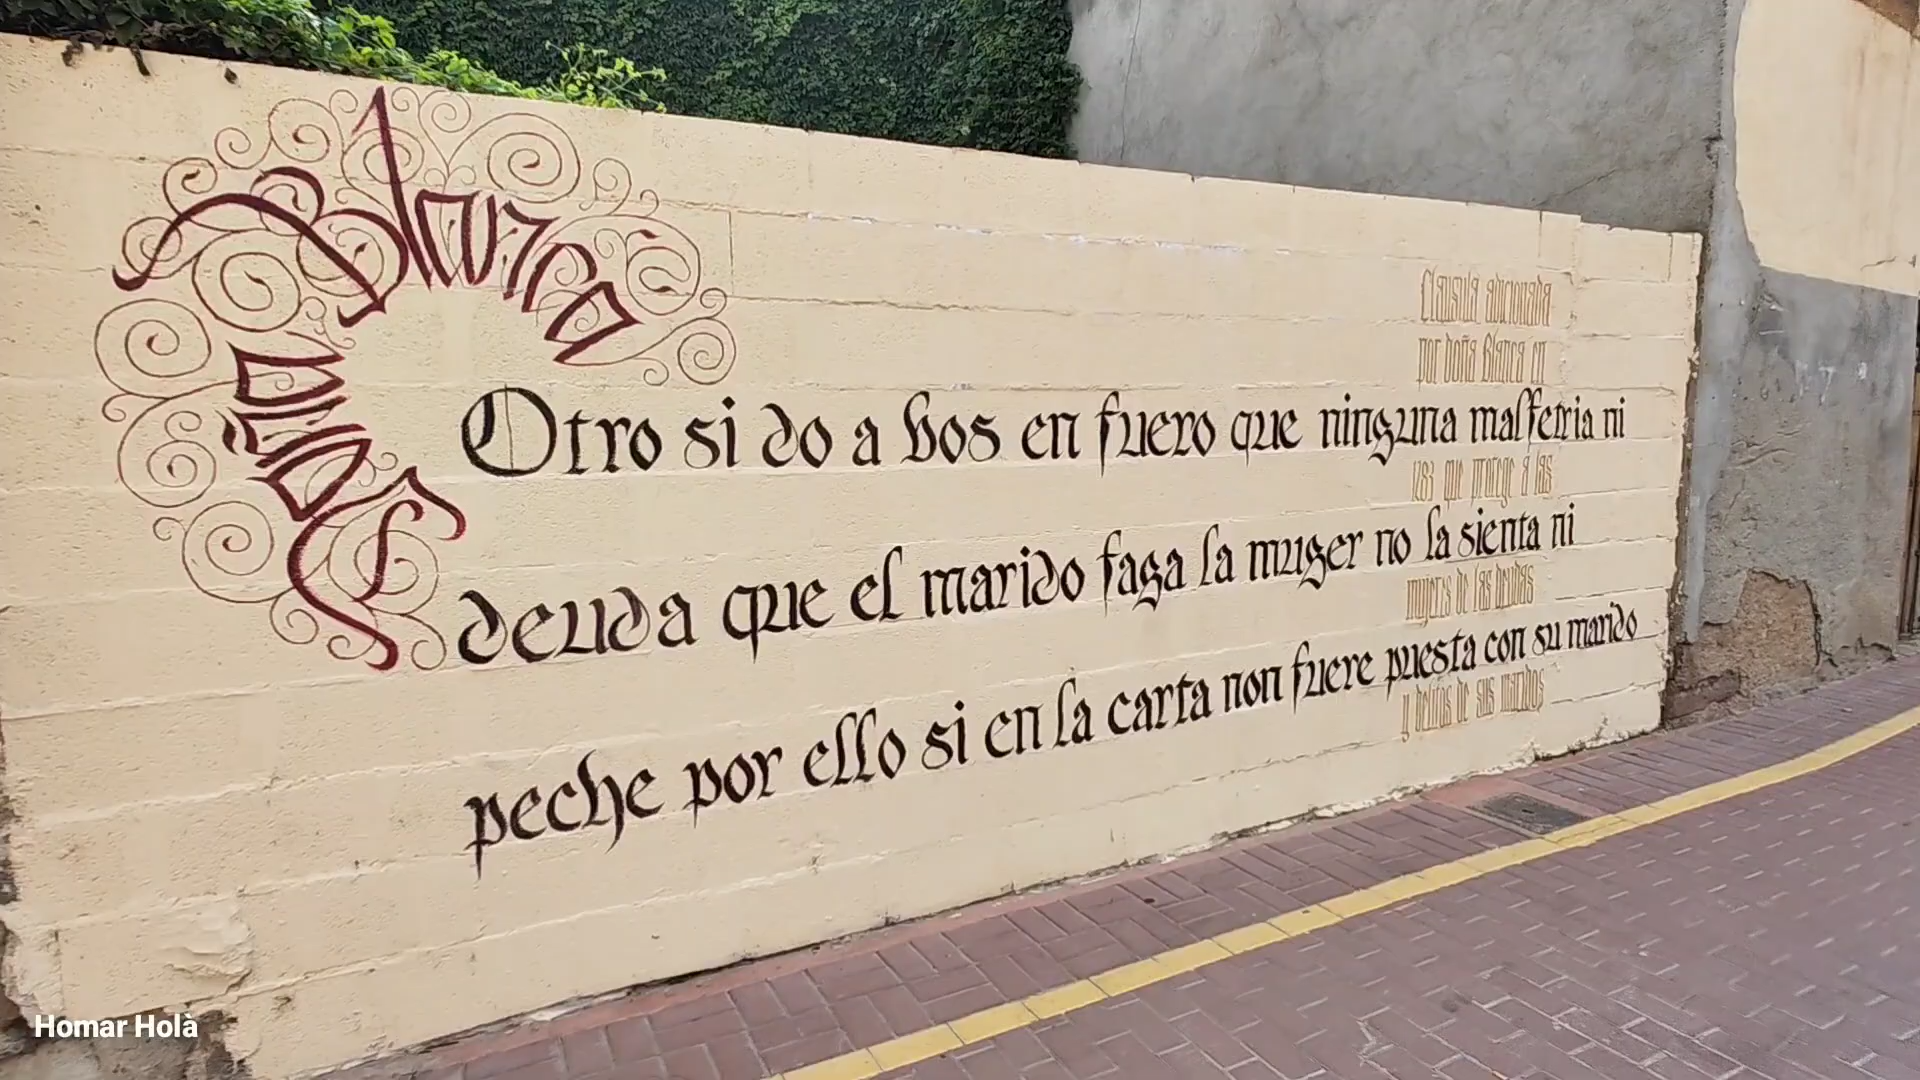 Doña
Blanca
Otro si do a vos en fuero que ninguna malfetria ni
deuda que el marido faga la muger no la sienta ni
peche por ello si en la carta non fuere puesta con su marido
Clausula adicionada
por doña Blanca en
1283 que protege a las
mujeres de las deudas
y delitos de sus maridos
Homar Holà